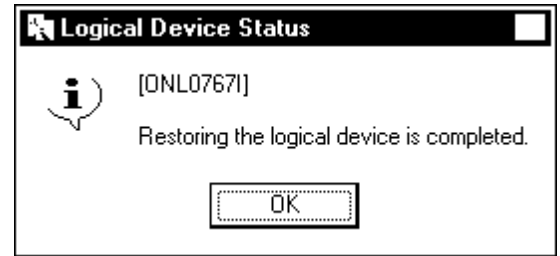 Logical Device Status
[ONL0767I]
Restoring the logical device is completed.
OK